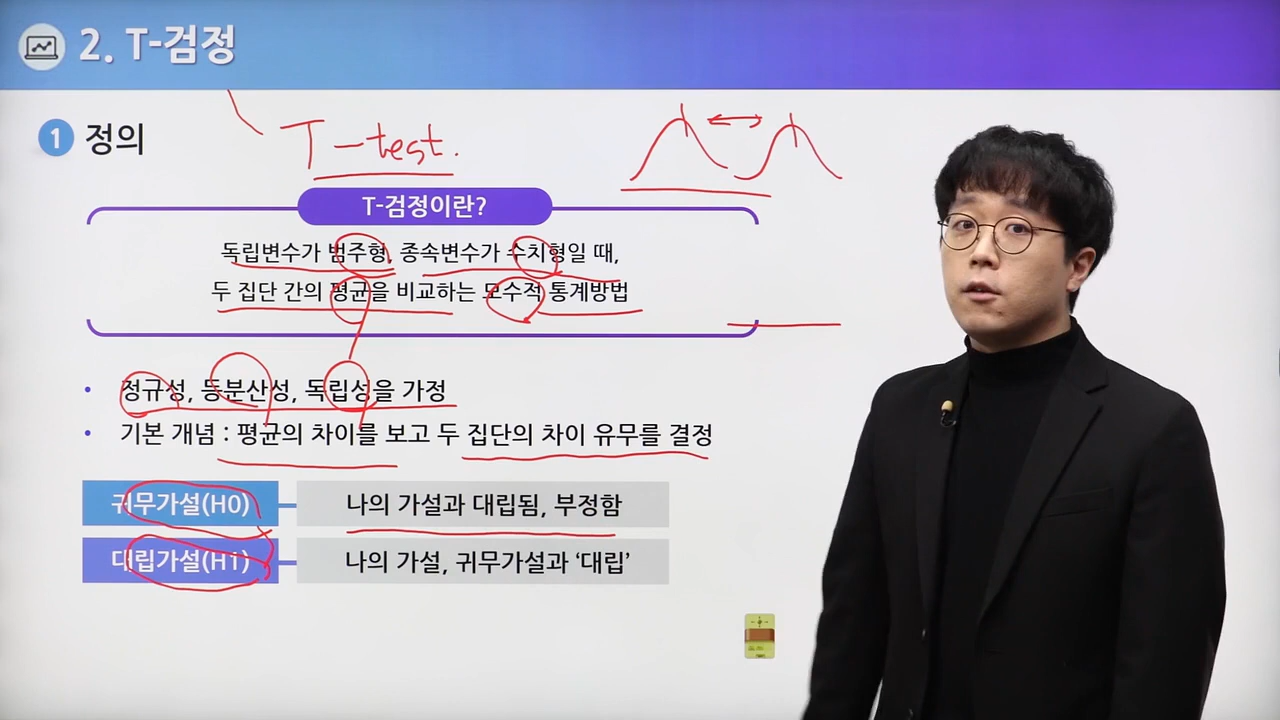 2. T-검정
1 정의
T-test.
T-검정이란?
독립변수가 범주형, 종속변수가 수치형일 때,
두 집단 간의 평균을 비교하는 모수적 통계방법
• 정규성, 등분산성, 독립성을 가정
• 기본 개념 : 평균의 차이를 보고 두 집단의 차이 유무를 결정
귀무가설(H0) 나의 가설과 대립됨, 부정함
대립가설(H1) 나의 가설, 귀무가설과 ‘대립’